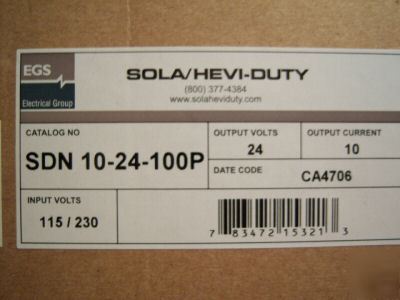 EGS
Electrical Group
SOLA/HEVI-DUTY
(800) 377-4384
www.solaheviduty.com
CATALOG NO
SDN 10-24-100P
OUTPUT VOLTS
24
OUTPUT CURRENT
10
DATE CODE
CA4706
INPUT VOLTS
115 / 230
7 83472 15321 3